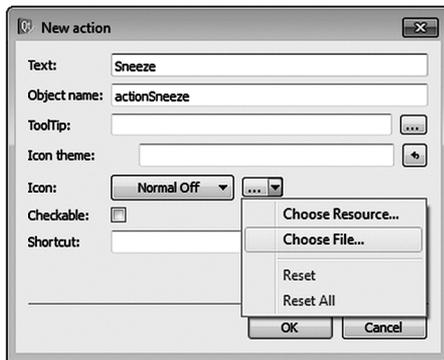 New action
Text: Sneeze
Object name: actionSneeze
ToolTip: ...
Icon theme:
Icon: Normal Off ...
Choose Resource...
Checkable:
Choose File...
Shortcut:
Reset
Reset All
OK Cancel